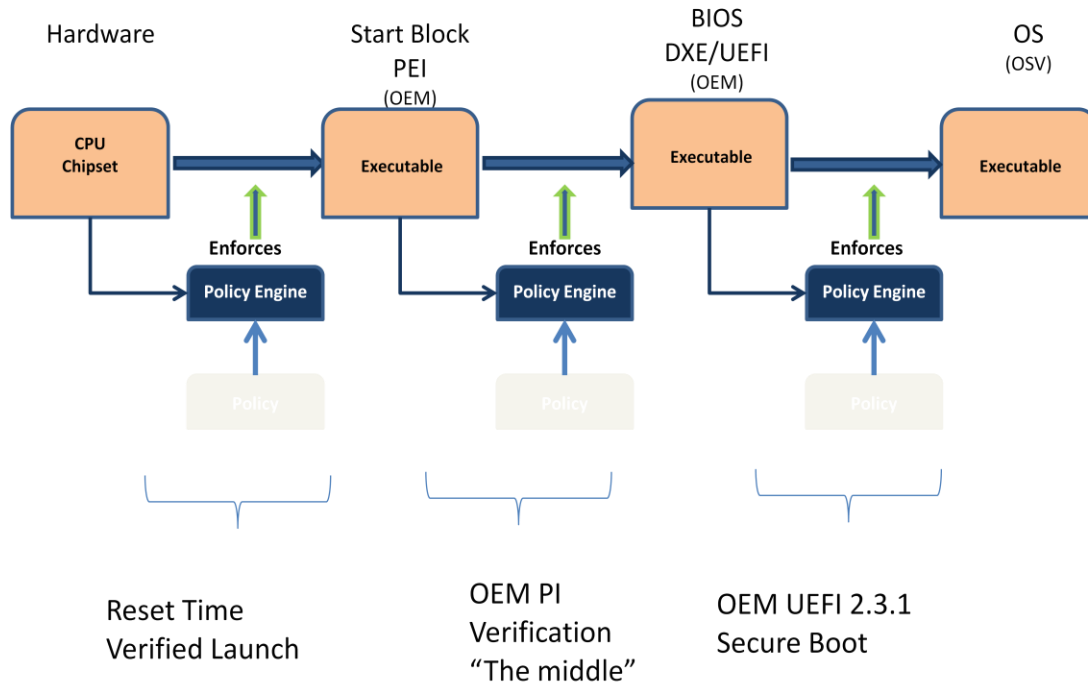 Hardware
Start Block
PEI
(OEM)
BIOS
DXE/UEFI
(OEM)
OS
(OSV)
CPU
Chipset
Executable
Executable
Executable
Enforces
Enforces
Enforces
Policy Engine
Policy Engine
Policy Engine
Policy
Policy
Policy
Reset Time
Verified Launch
OEM PI
Verification
“The middle”
OEM UEFI 2.3.1
Secure Boot